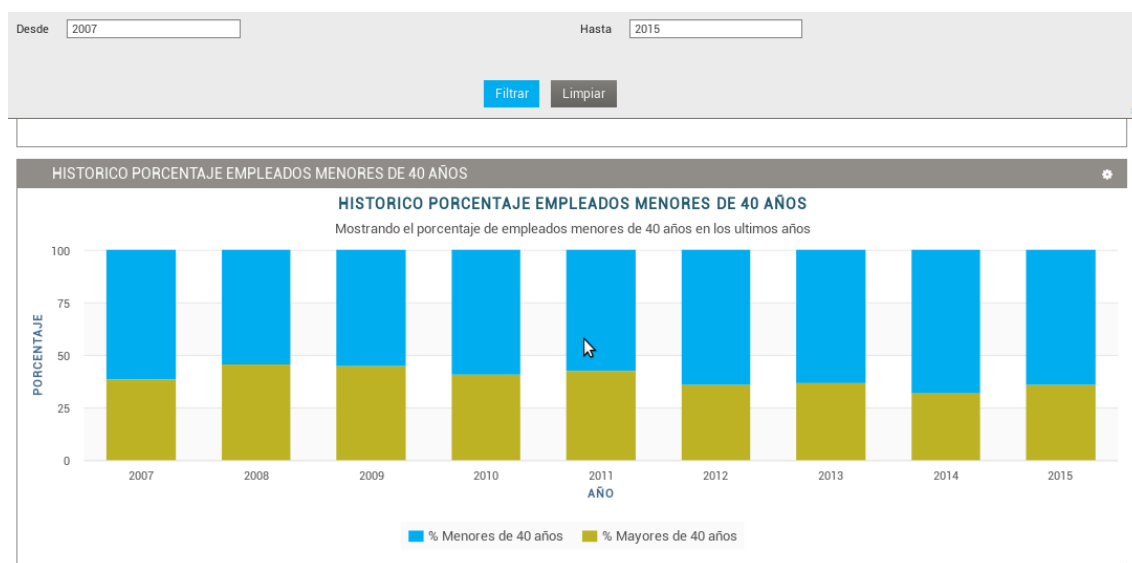 Desde 2007 Hasta 2015
Filtrar Limpiar
HISTORICO PORCENTAJE EMPLEADOS MENORES DE 40 AÑOS
HISTORICO PORCENTAJE EMPLEADOS MENORES DE 40 AÑOS
Mostrando el porcentaje de empleados menores de 40 años en los ultimos años
PORCENTAJE
100
75
50
25
0
2007 2008 2009 2010 2011 2012 2013 2014 2015
AÑO
% Menores de 40 años % Mayores de 40 años